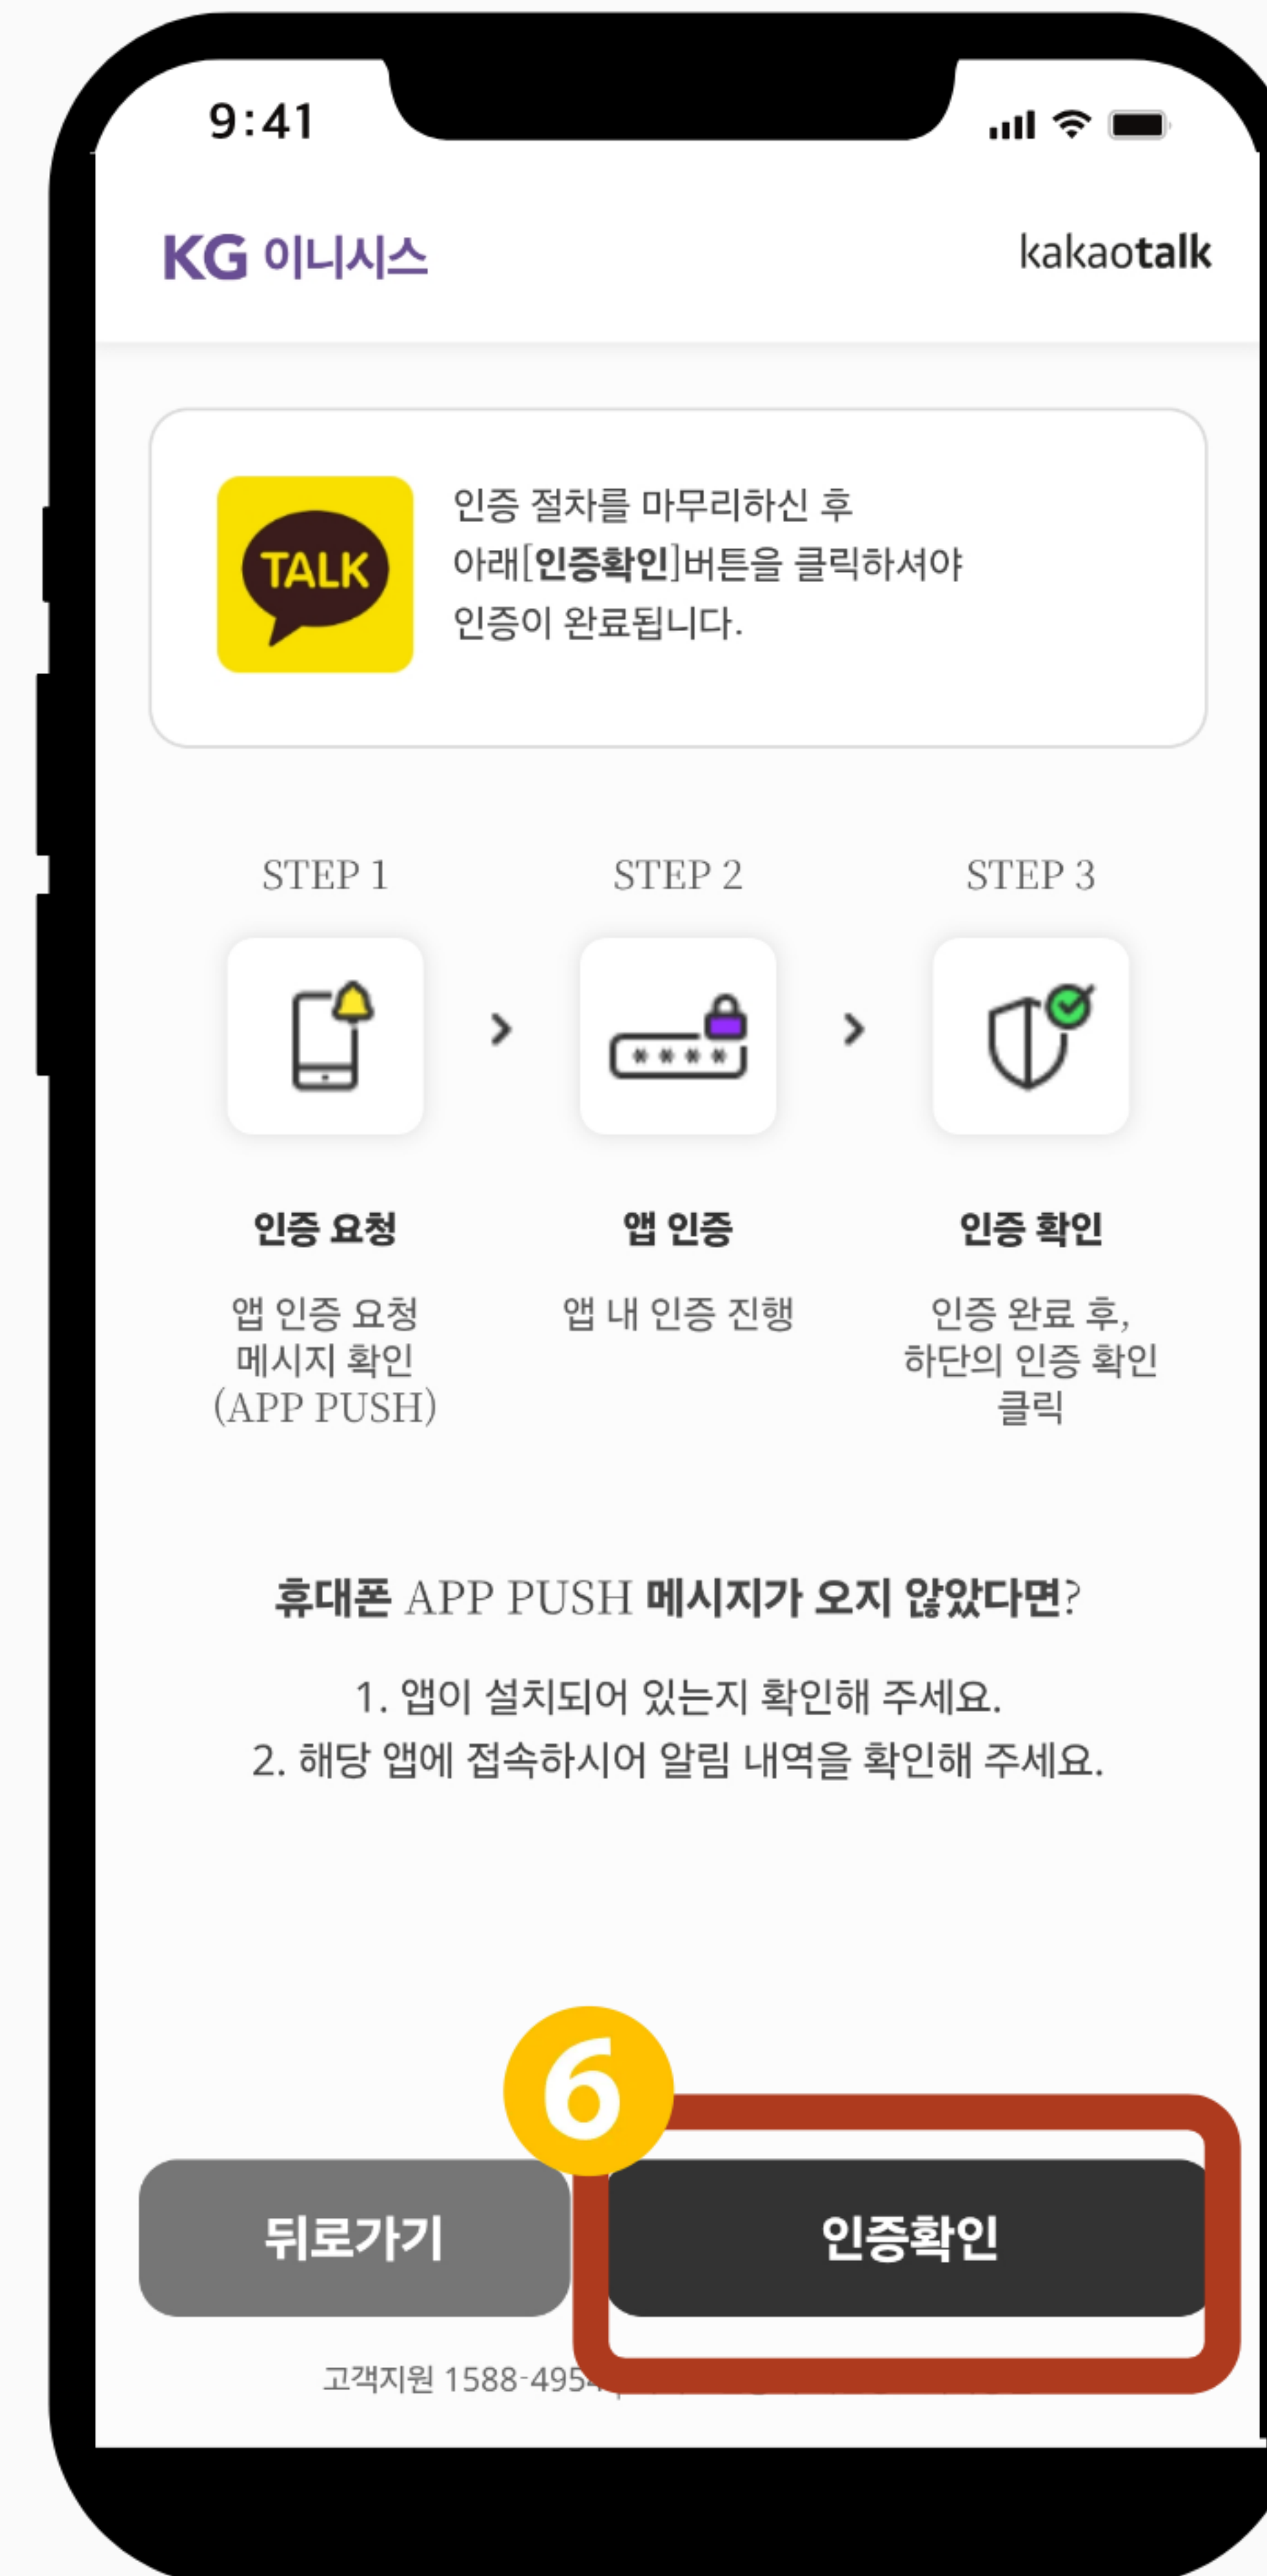 9:41
KG 이니시스
kakaotalk
TALK
인증 절차를 마무리하신 후
아래[인증확인]버튼을 클릭하셔야
인증이 완료됩니다.
STEP 1
STEP 2
STEP 3
****
인증 요청
앱 인증
인증 확인
앱 인증 요청
메시지 확인
(APP PUSH)
앱 내 인증 진행
인증 완료 후,
하단의 인증 확인
클릭
휴대폰 APP PUSH 메시지가 오지 않았다면?
1. 앱이 설치되어 있는지 확인해 주세요.
2. 해당 앱에 접속하시어 알림 내역을 확인해 주세요.
6
뒤로가기
인증확인
고객지원